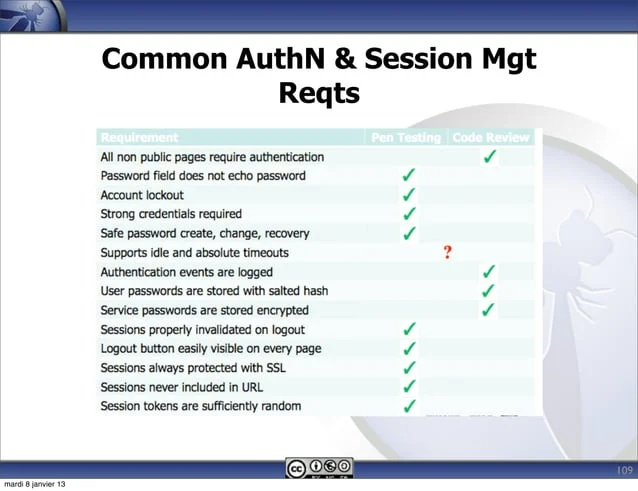 Common AuthN & Session Mgt
Reqts
Requirement Pen Testing Code Review
All non public pages require authentication ✓
Password field does not echo password ✓
Account lockout ✓
Strong credentials required ✓
Safe password create, change, recovery ✓
Supports idle and absolute timeouts ?
Authentication events are logged ✓
User passwords are stored with salted hash ✓
Service passwords are stored encrypted ✓
Sessions properly invalidated on logout ✓
Logout button easily visible on every page ✓
Sessions always protected with SSL ✓
Sessions never included in URL ✓
Session tokens are sufficiently random ✓
cc
109
mardi 8 janvier 13